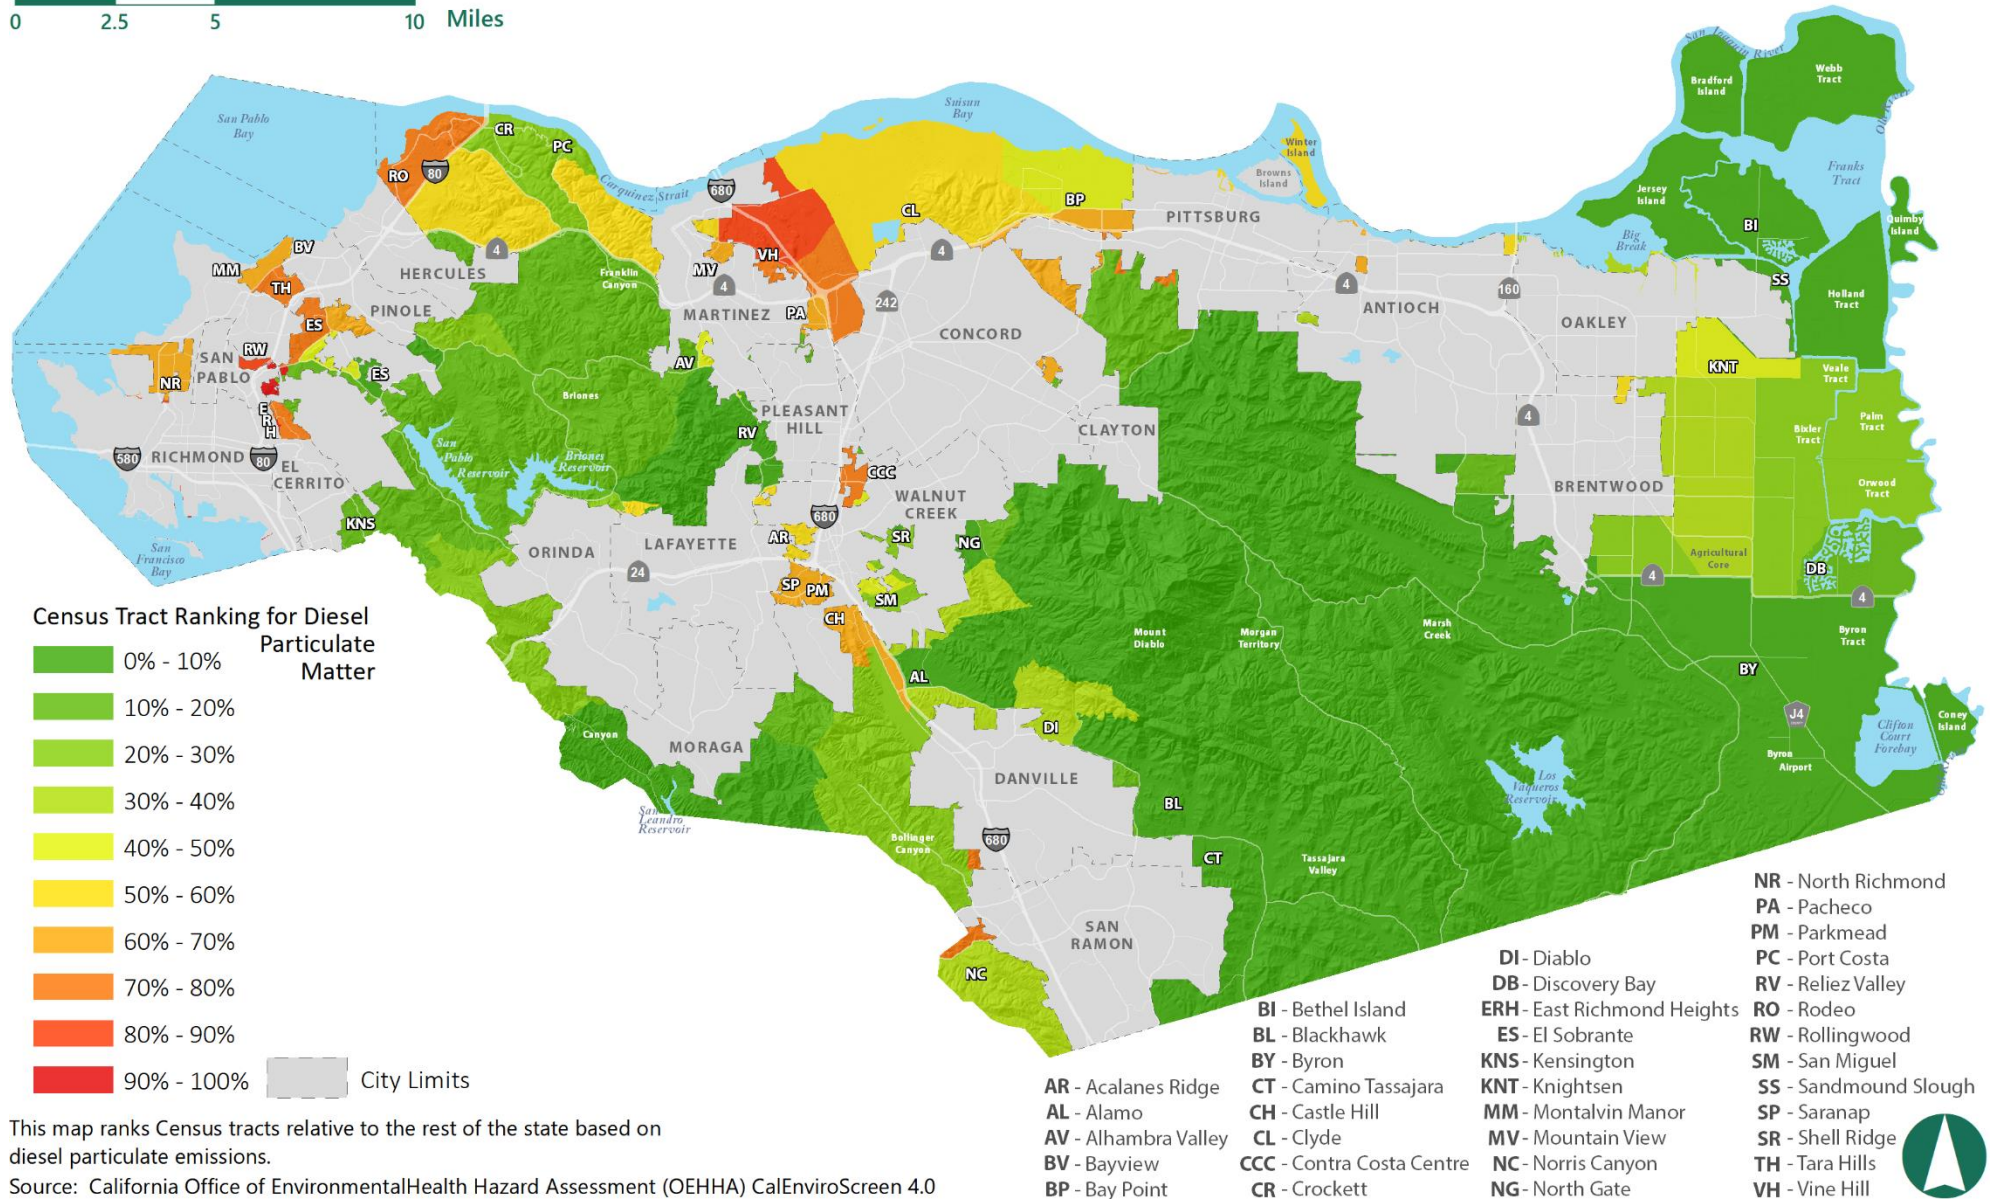 0 2.5 5 10 Miles
San Joaquin River
Webb
Tract
Bradford
Island
Old River
San Pablo
Bay
Suisun
Bay
CR
PC
RO
80
Carquinez Strait
680
Winter
Island
Browns
Island
Franks
Tract
Jersey
Island
BP
CL
PITTSBURG
BI
Quimby
Island
Big
Break
BV
4
HERCULES
MM
TH
Franklin
Canyon
VH
MV
4
4
SS
4
160
ANTIOCH
OAKLEY
Holland
Tract
ES
PINOLE
MARTINEZ
PA
242
CONCORD
RW
SAN
PABLO
NR
ES
AV
KNT
Veale
Tract
Briones
E
R
H
PLEASANT
HILL
RV
CLAYTON
4
Bixler
Tract
Palm
Tract
580
RICHMOND
80
EL
CERRITO
San
Pablo
Reservoir
Briones
Reservoir
CCC
WALNUT
CREEK
BRENTWOOD
Orwood
Tract
KNS
680
San
Francisco
Bay
ORINDA
LAFAYETTE
AR
SR
NG
24
SP
PM
SM
Agricultural
Core
4
DB
4
CH
Mount
Diablo
Morgan
Territory
Marsh
Creek
Byron
Tract
AL
BY
DI
J4
Clifton
Court
Forebay
Coney
Island
Canyon
MORAGA
DANVILLE
Byron
Airport
San
Leandro
Reservoir
BL
Los
Vaqueros
Reservoir
Bollinger
Canyon
680
CT
Tassajara
Valley
SAN
RAMON
NC
Census Tract Ranking for Diesel
Particulate
Matter
0% - 10%
10% - 20%
20% - 30%
30% - 40%
40% - 50%
50% - 60%
60% - 70%
70% - 80%
80% - 90%
90% - 100%
City Limits
This map ranks Census tracts relative to the rest of the state based on
diesel particulate emissions.
Source: California Office of EnvironmentalHealth Hazard Assessment (OEHHA) CalEnviroScreen 4.0
AR - Acalanes Ridge
AL - Alamo
AV - Alhambra Valley
BV - Bayview
BP - Bay Point
BI - Bethel Island
BL - Blackhawk
BY - Byron
CT - Camino Tassajara
CH - Castle Hill
CL - Clyde
CCC - Contra Costa Centre
CR - Crockett
DI - Diablo
DB - Discovery Bay
ERH - East Richmond Heights
ES - El Sobrante
KNS - Kensington
KNT - Knightsen
MM - Montalvin Manor
MV - Mountain View
NC - Norris Canyon
NG - North Gate
NR - North Richmond
PA - Pacheco
PM - Parkmead
PC - Port Costa
RV - Reliez Valley
RO - Rodeo
RW - Rollingwood
SM - San Miguel
SS - Sandmound Slough
SP - Saranap
SR - Shell Ridge
TH - Tara Hills
VH - Vine Hill